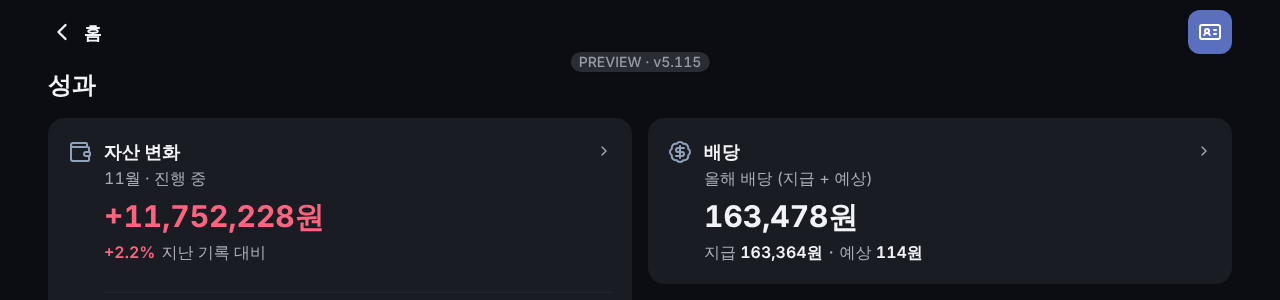 홈
PREVIEW · v5.115
성과
자산 변화
11월 · 진행 중
+11,752,228원
+2.2% 지난 기록 대비
배당
올해 배당 (지급 + 예상)
163,478원
지급 163,364원 · 예상 114원